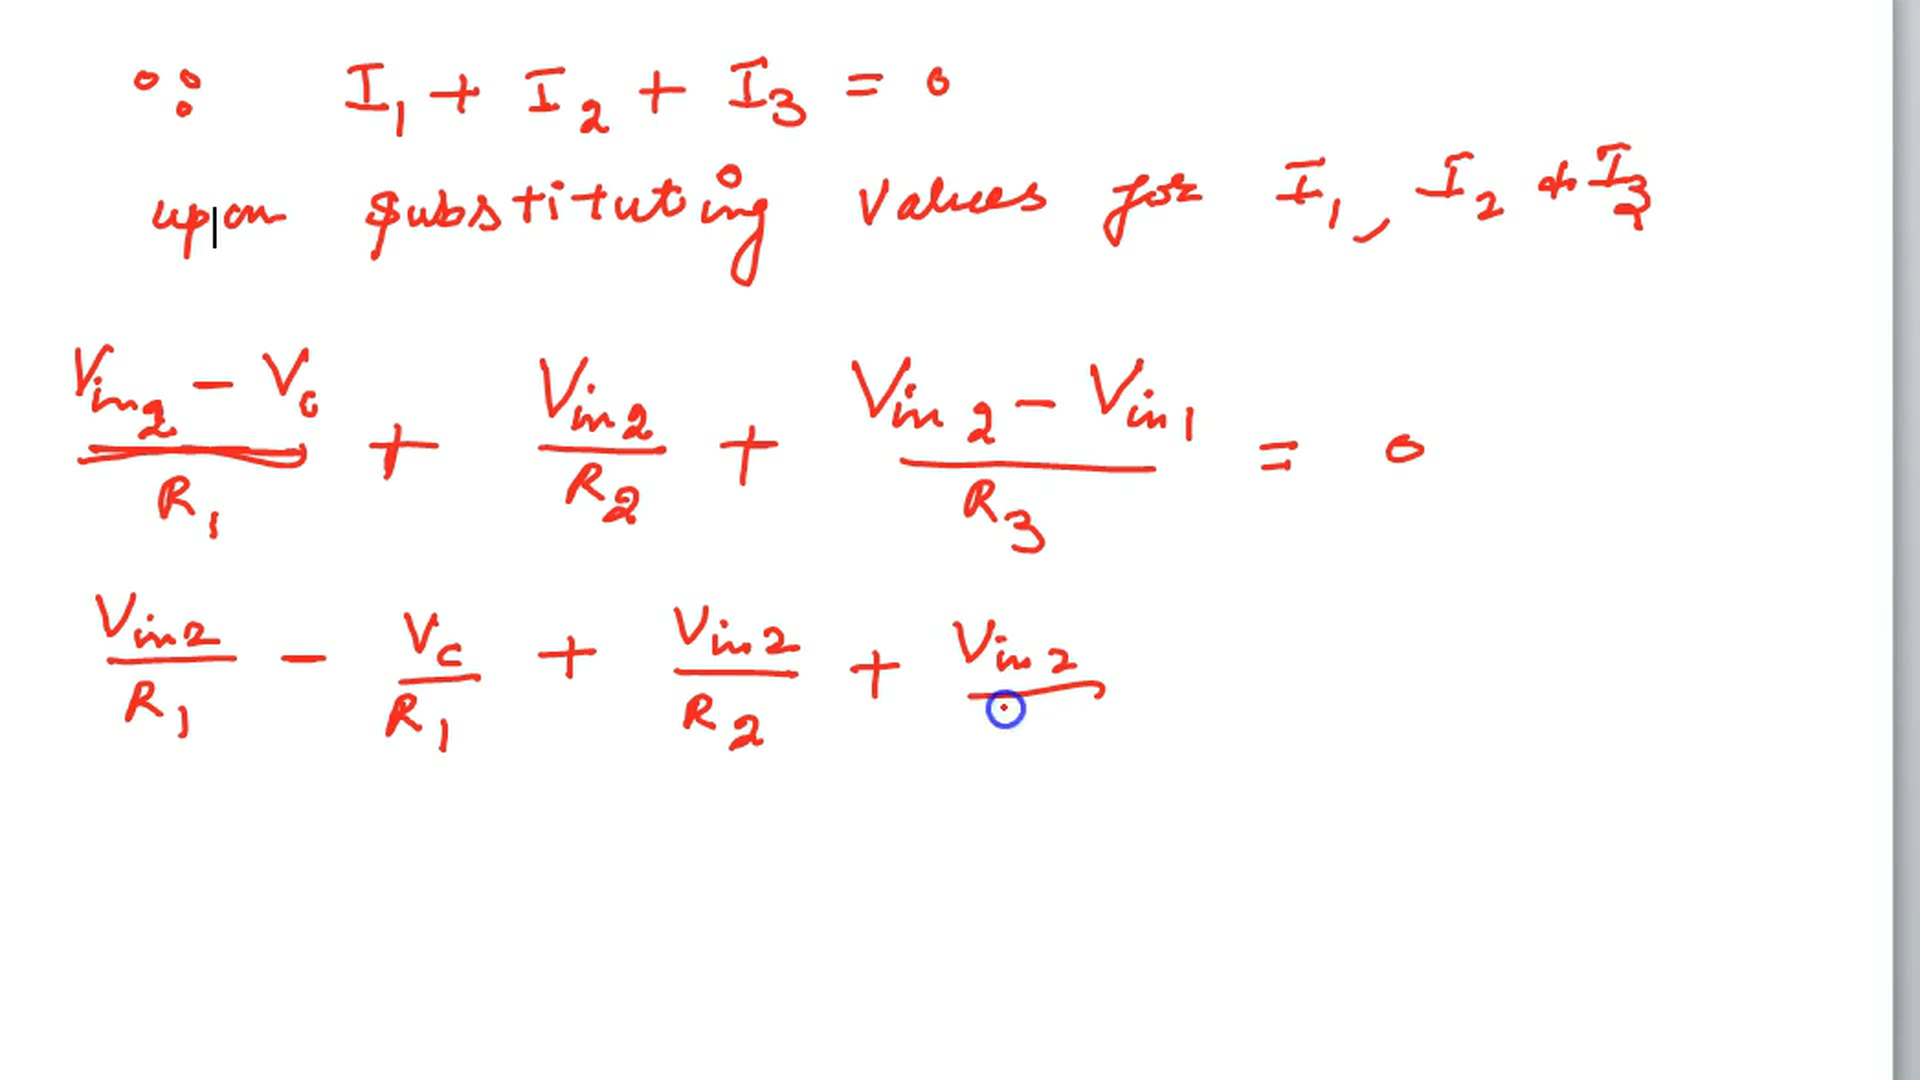 ∵ I₁ + I₂ + I₃ = 0
upon substituting values for I₁, I₂ & I₃
(Vin2 - Vc)/R₁ + Vin2/R₂ + (Vin2 - Vin1)/R₃ = 0
Vin2/R₁ - Vc/R₁ + Vin2/R₂ + Vin2/